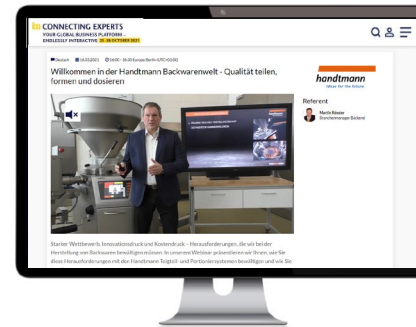 CONNECTING EXPERTS
YOUR GLOBAL BUSINESS PLATFORM -
ENDLESSLY INTERACTIVE
Deutsch
Willkommen in der Handtmann Backwarenwelt - Qualität teilen,
formen und dosieren
handtmann
Ideas for the future
Referent
Branchenmanager Bäckerei
Starker Wettbewerb, Innovationsdruck und Kostendruck – Herausforderungen, die wir bei der
Herstellung von Backwaren bewältigen müssen. In unserem Webinar präsentieren wir Ihnen, wie Sie
diese Herausforderungen mit den Handtmann Teigteil- und Portioniersystemen bewältigen und wie Sie